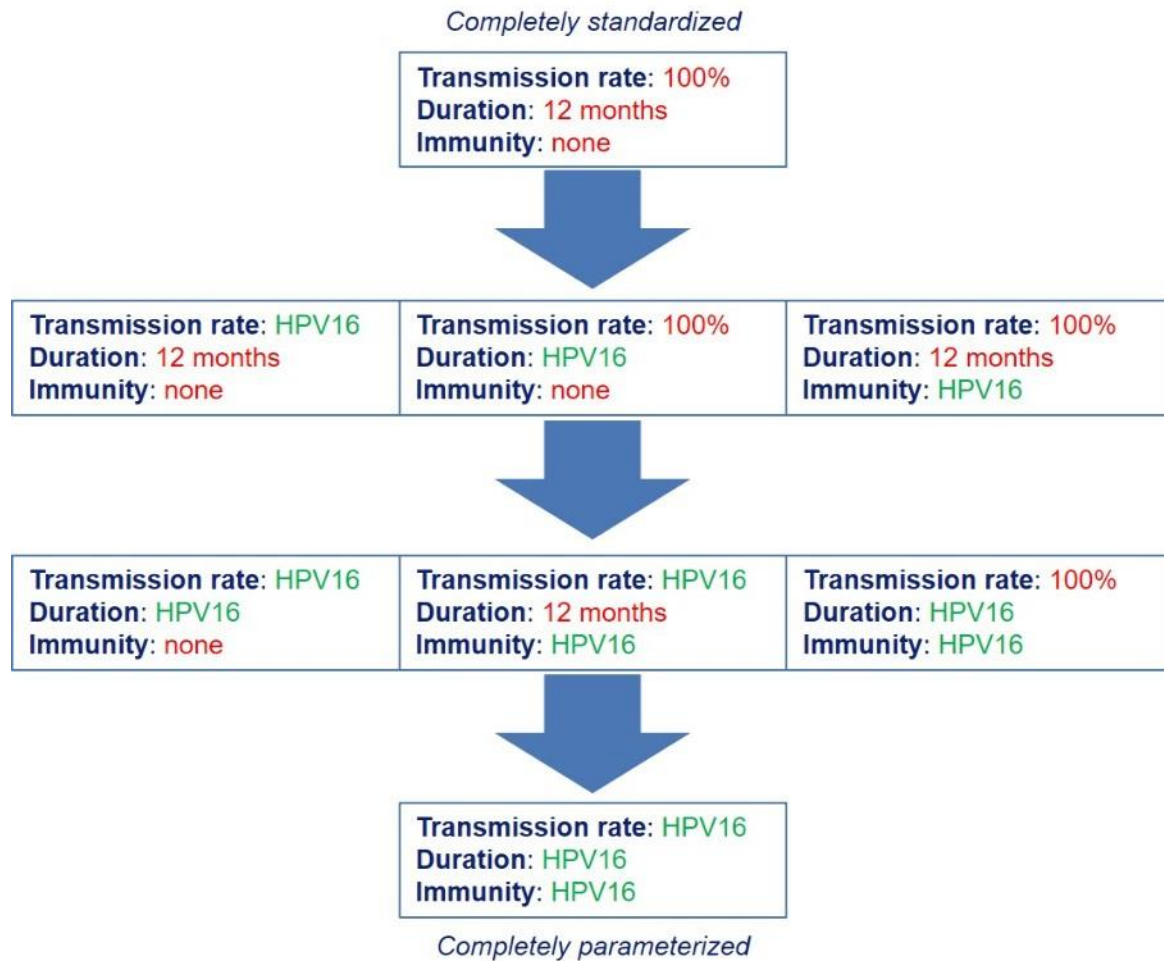 Completely standardized
Transmission rate: 100%
Duration: 12 months
Immunity: none
Transmission rate: HPV16
Duration: 12 months
Immunity: none
Transmission rate: 100%
Duration: HPV16
Immunity: none
Transmission rate: 100%
Duration: 12 months
Immunity: HPV16
Transmission rate: HPV16
Duration: HPV16
Immunity: none
Transmission rate: HPV16
Duration: 12 months
Immunity: HPV16
Transmission rate: 100%
Duration: HPV16
Immunity: HPV16
Transmission rate: HPV16
Duration: HPV16
Immunity: HPV16
Completely parameterized